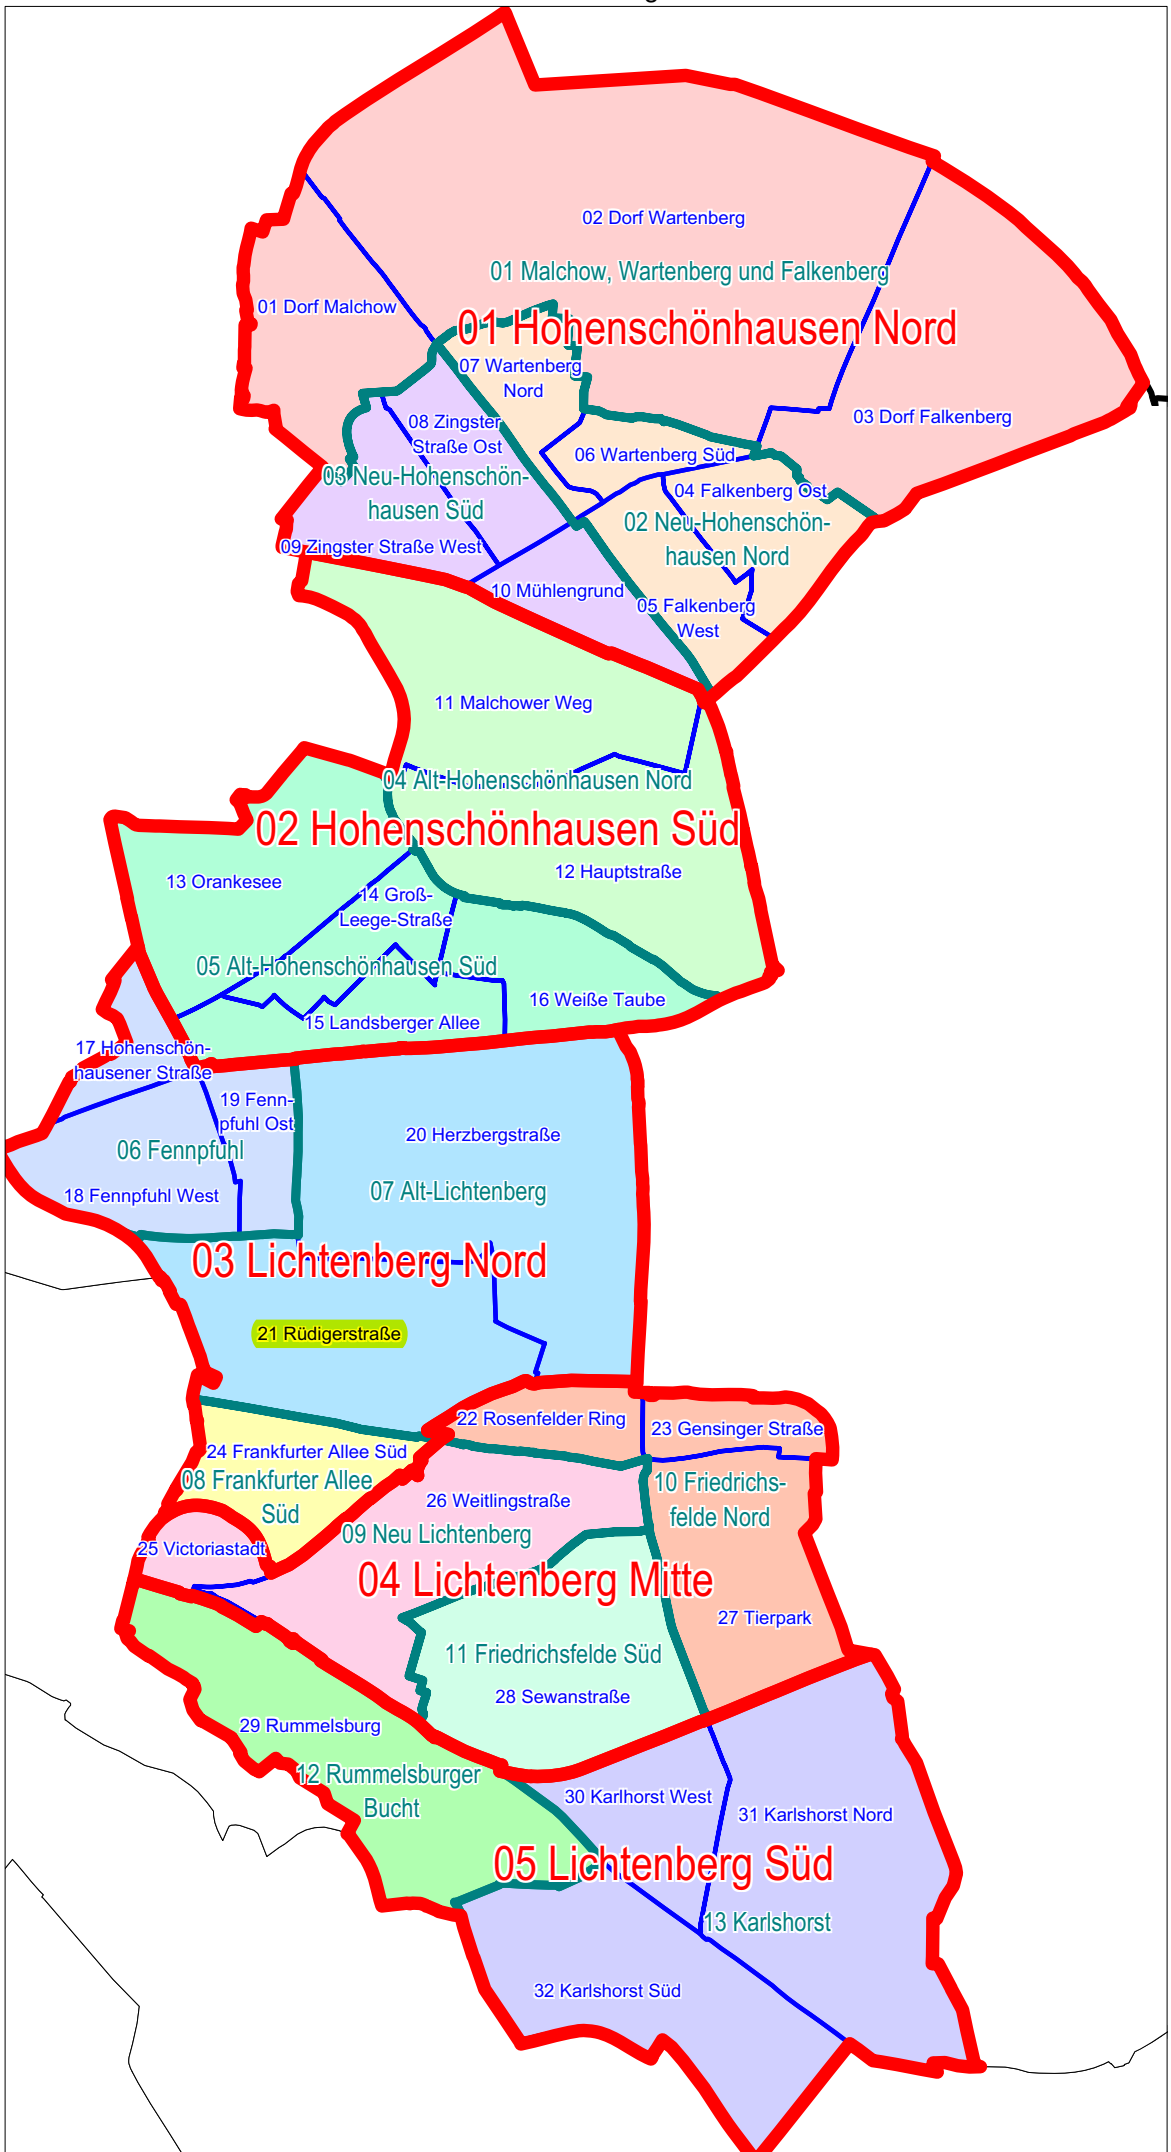 02 Dorf Wartenberg
01 Malchow, Wartenberg und Falkenberg
01 Dorf Malchow
01 Hohenschönhausen Nord
07 Wartenberg
Nord
03 Dorf Falkenberg
08 Zingster
Straße Ost
06 Wartenberg Süd
03 Neu-Hohenschön-
hausen Süd
04 Falkenberg Ost
02 Neu-Hohenschön-
hausen Nord
09 Zingster Straße West
10 Mühlengrund
05 Falkenberg
West
11 Malchower Weg
04 Alt-Hohenschönhausen Nord
02 Hohenschönhausen Süd
12 Hauptstraße
13 Orankesee
14 Groß-
Leege-Straße
05 Alt-Hohenschönhausen Süd
16 Weiße Taube
15 Landsberger Allee
17 Hohenschön-
hausener Straße
19 Fenn-
pfuhl Ost
20 Herzbergstraße
06 Fennpfuhl
18 Fennpfuhl West
07 Alt-Lichtenberg
03 Lichtenberg Nord
21 Rüdigerstraße
22 Rosenfelder Ring
23 Gensinger Straße
24 Frankfurter Allee Süd
08 Frankfurter Allee
Süd
10 Friedrichs-
felde Nord
26 Weitlingstraße
09 Neu Lichtenberg
25 Victoriastadt
04 Lichtenberg Mitte
27 Tierpark
11 Friedrichsfelde Süd
28 Sewanstraße
29 Rummelsburg
12 Rummelsburger
Bucht
30 Karlhorst West
31 Karlshorst Nord
05 Lichtenberg Süd
13 Karlshorst
32 Karlshorst Süd